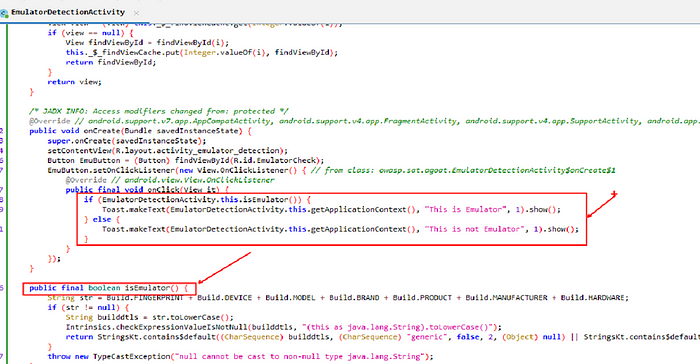 EmulatorDetectionActivity ×
if (view == null) {
View findViewById = findViewById(i);
this._$_findViewCache.put(Integer.valueOf(i), findViewById);
return findViewById;
}
return view;
}
/* JADX INFO: Access modifiers changed from: protected */
@Override // android.support.v7.app.AppCompatActivity, android.support.v4.app.FragmentActivity, android.support.v4.app.SupportActivity, android.app.
public void onCreate(Bundle savedInstanceState) {
super.onCreate(savedInstanceState);
setContentView(R.layout.activity_emulator_detection);
Button EmuButton = (Button) findViewById(R.id.EmulatorCheck);
EmuButton.setOnClickListener(new View.OnClickListener() { // from class: owasp.sat.agoat.EmulatorDetectionActivity$onCreate$1
@Override // android.view.View.OnClickListener
public final void onClick(View it) {
if (EmulatorDetectionActivity.this.isEmulator()) {
Toast.makeText(EmulatorDetectionActivity.this.getApplicationContext(), "This is Emulator", 1).show();
} else {
Toast.makeText(EmulatorDetectionActivity.this.getApplicationContext(), "This is not Emulator", 1).show();
}
}
});
}
public final boolean isEmulator() {
String str = Build.FINGERPRINT + Build.DEVICE + Build.MODEL + Build.BRAND + Build.PRODUCT + Build.MANUFACTURER + Build.HARDWARE;
if (str != null) {
String builddtls = str.toLowerCase();
Intrinsics.checkExpressionValueIsNotNull(builddtls, "(this as java.lang.String).toLowerCase()");
return StringsKt.contains$default((CharSequence) builddtls, (CharSequence) "generic", false, 2, (Object) null) || StringsKt.contains$default
}
throw new TypeCastException("null cannot be cast to non-null type java.lang.String");